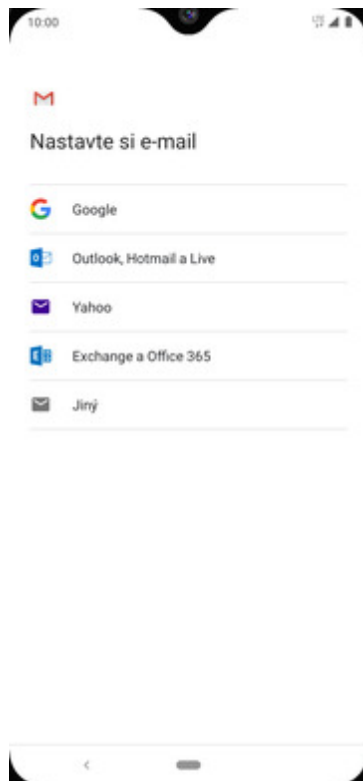 10:00
Nastavte si e-mail
Google
Outlook, Hotmail a Live
Yahoo
Exchange a Office 365
Jiný